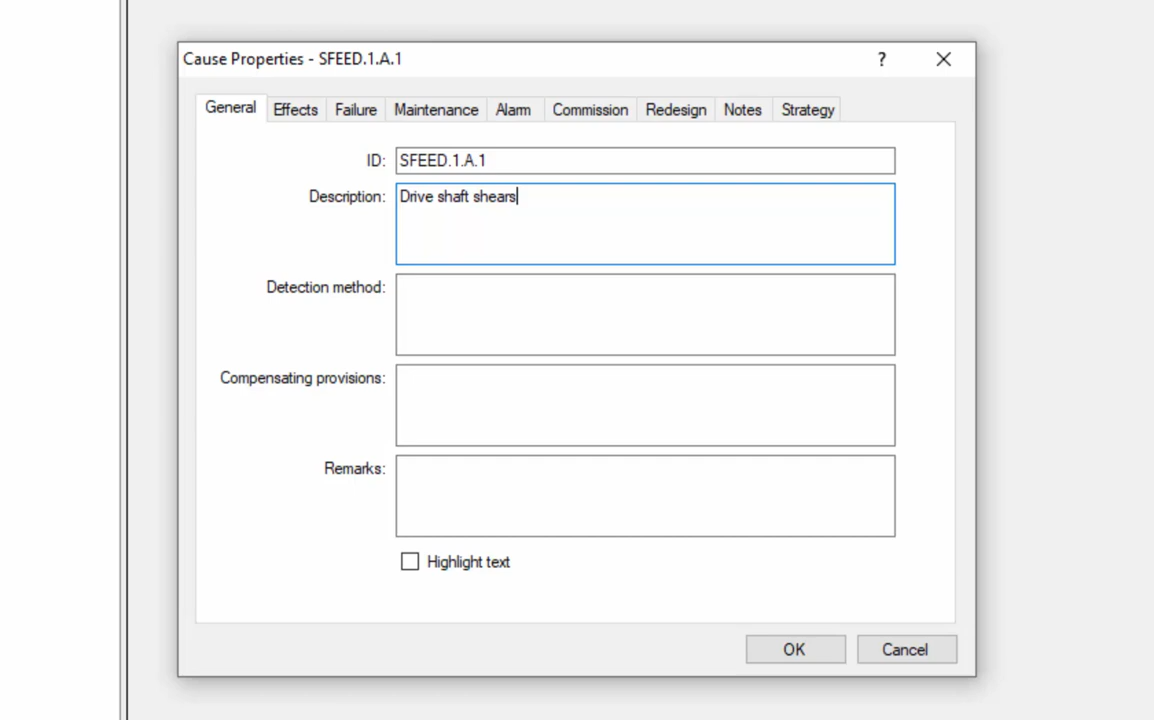 Cause Properties - SFEED.1.A.1
?
General Effects Failure Maintenance Alarm Commission Redesign Notes Strategy
ID: SFEED.1.A.1
Description: Drive shaft shears
Detection method:
Compensating provisions:
Remarks:
Highlight text
OK Cancel